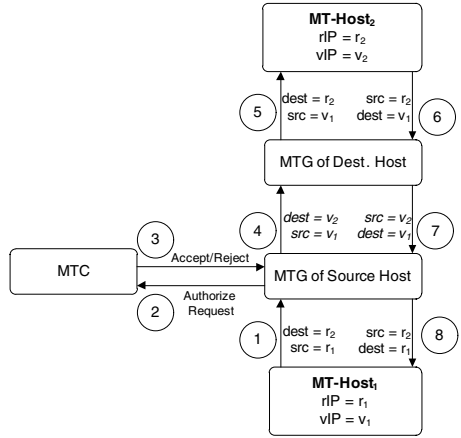 MT-Host₂
rIP = r₂
vIP = v₂
5
dest = r₂
src = v₁
src = r₂
dest = v₁
6
MTG of Dest. Host
4
dest = v₂
src = v₁
src = v₂
dest = v₁
7
3
Accept/Reject
MTC
MTG of Source Host
2
Authorize
Request
1
dest = r₂
src = r₁
src = r₂
dest = r₁
8
MT-Host₁
rIP = r₁
vIP = v₁